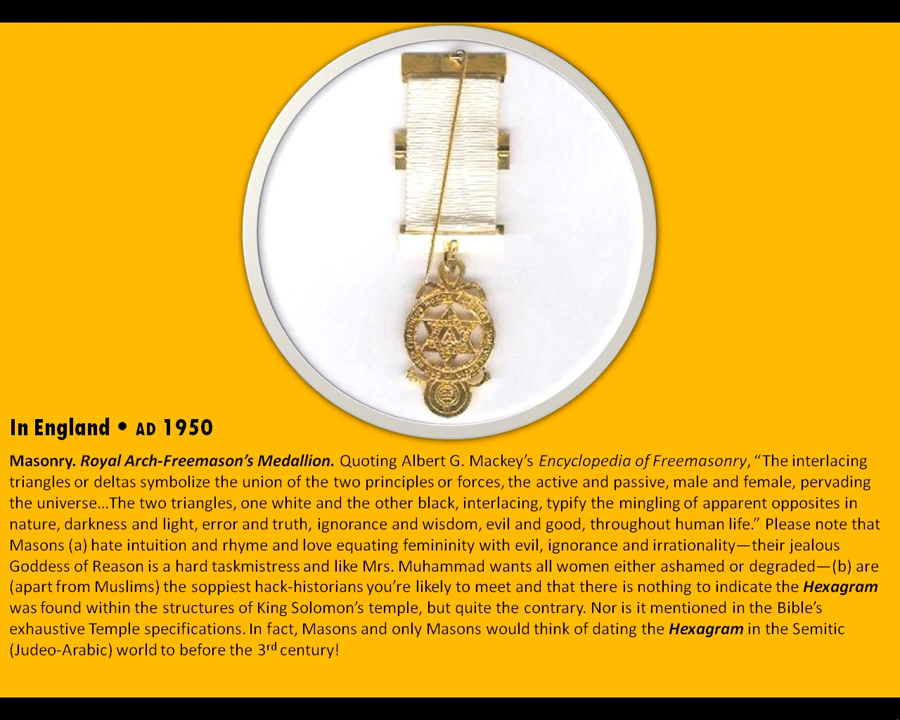 In England • AD 1950
Masonry. Royal Arch-Freemason's Medallion. Quoting Albert G. Mackey's Encyclopedia of Freemasonry, “The interlacing
triangles or deltas symbolize the union of the two principles or forces, the active and passive, male and female, pervading
the universe...The two triangles, one white and the other black, interlacing, typify the mingling of apparent opposites in
nature, darkness and light, error and truth, ignorance and wisdom, evil and good, throughout human life.” Please note that
Masons (a) hate intuition and rhyme and love equating femininity with evil, ignorance and irrationality—their jealous
Goddess of Reason is a hard taskmistress and like Mrs. Muhammad wants all women either ashamed or degraded—(b) are
(apart from Muslims) the soppiest hack-historians you're likely to meet and that there is nothing to indicate the Hexagram
was found within the structures of King Solomon's temple, but quite the contrary. Nor is it mentioned in the Bible's
exhaustive Temple specifications. In fact, Masons and only Masons would think of dating the Hexagram in the Semitic
(Judeo-Arabic) world to before the 3rd century!